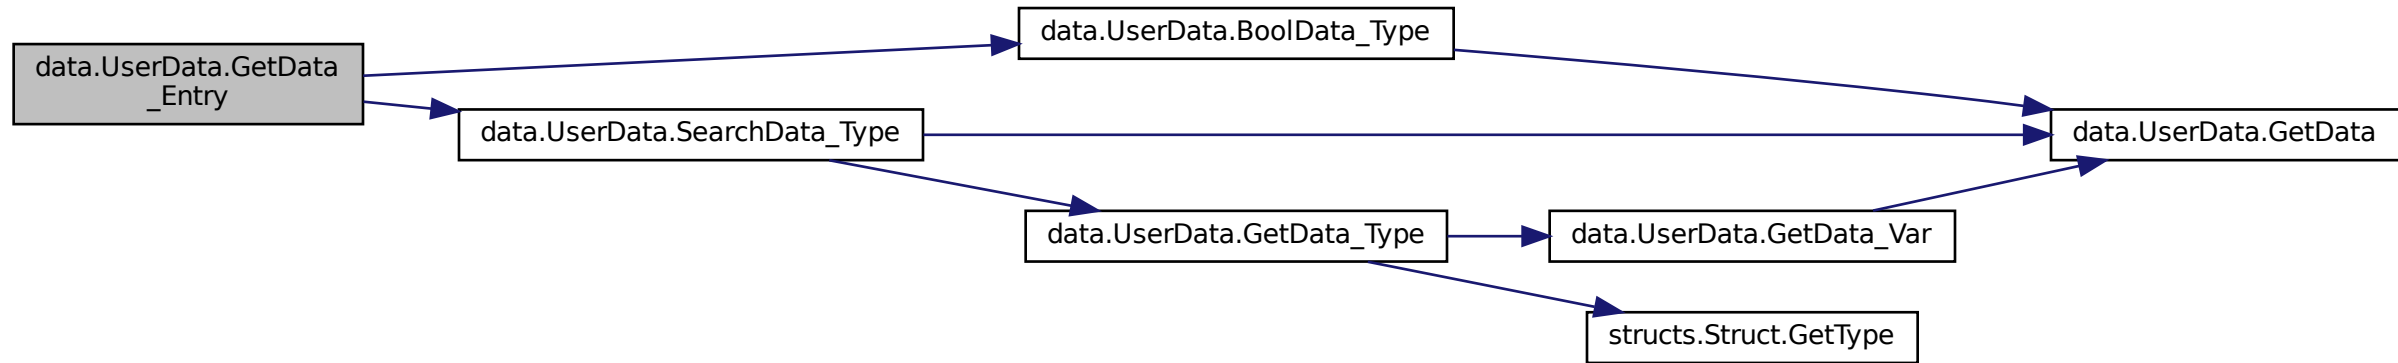 data.UserData.GetData
_Entry
data.UserData.BoolData_Type
data.UserData.SearchData_Type
data.UserData.GetData
data.UserData.GetData_Type
data.UserData.GetData_Var
structs.Struct.GetType